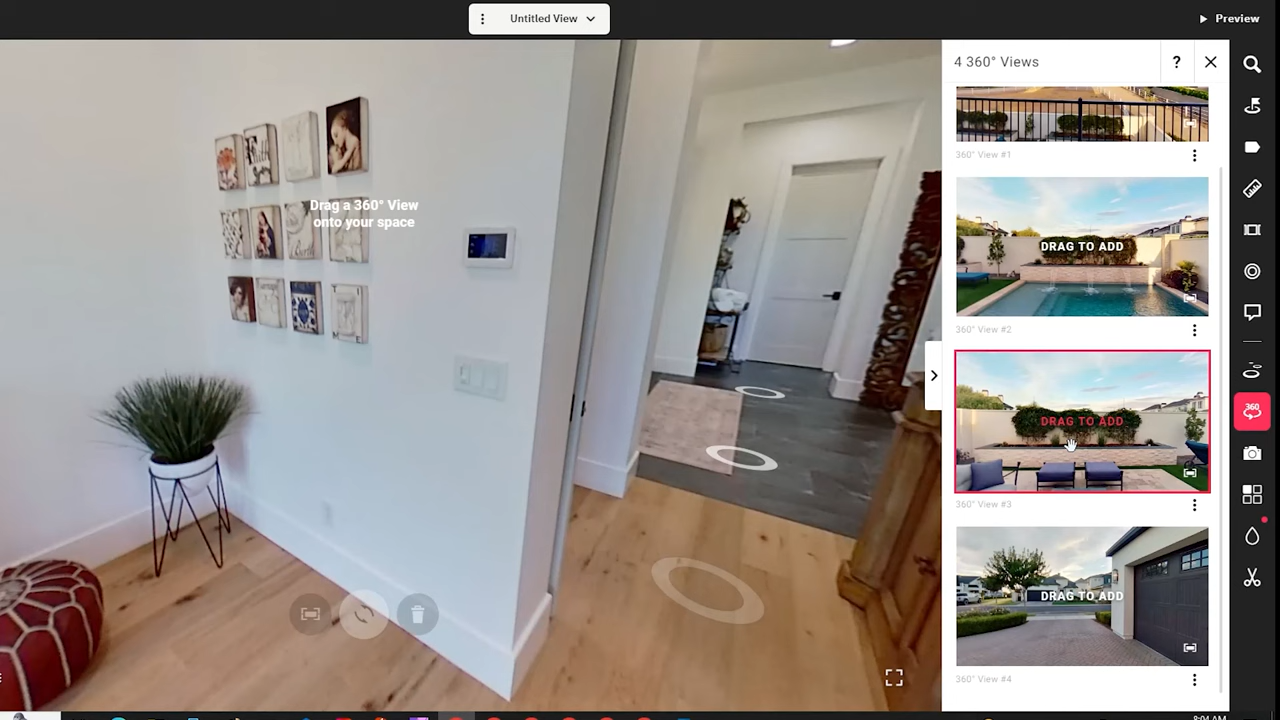 Untitled View
Preview
4 360° Views
?
360° View #1
DRAG TO ADD
360° View #2
DRAG TO ADD
360° View #3
DRAG TO ADD
360° View #4
Drag a 360° View
onto your space
360